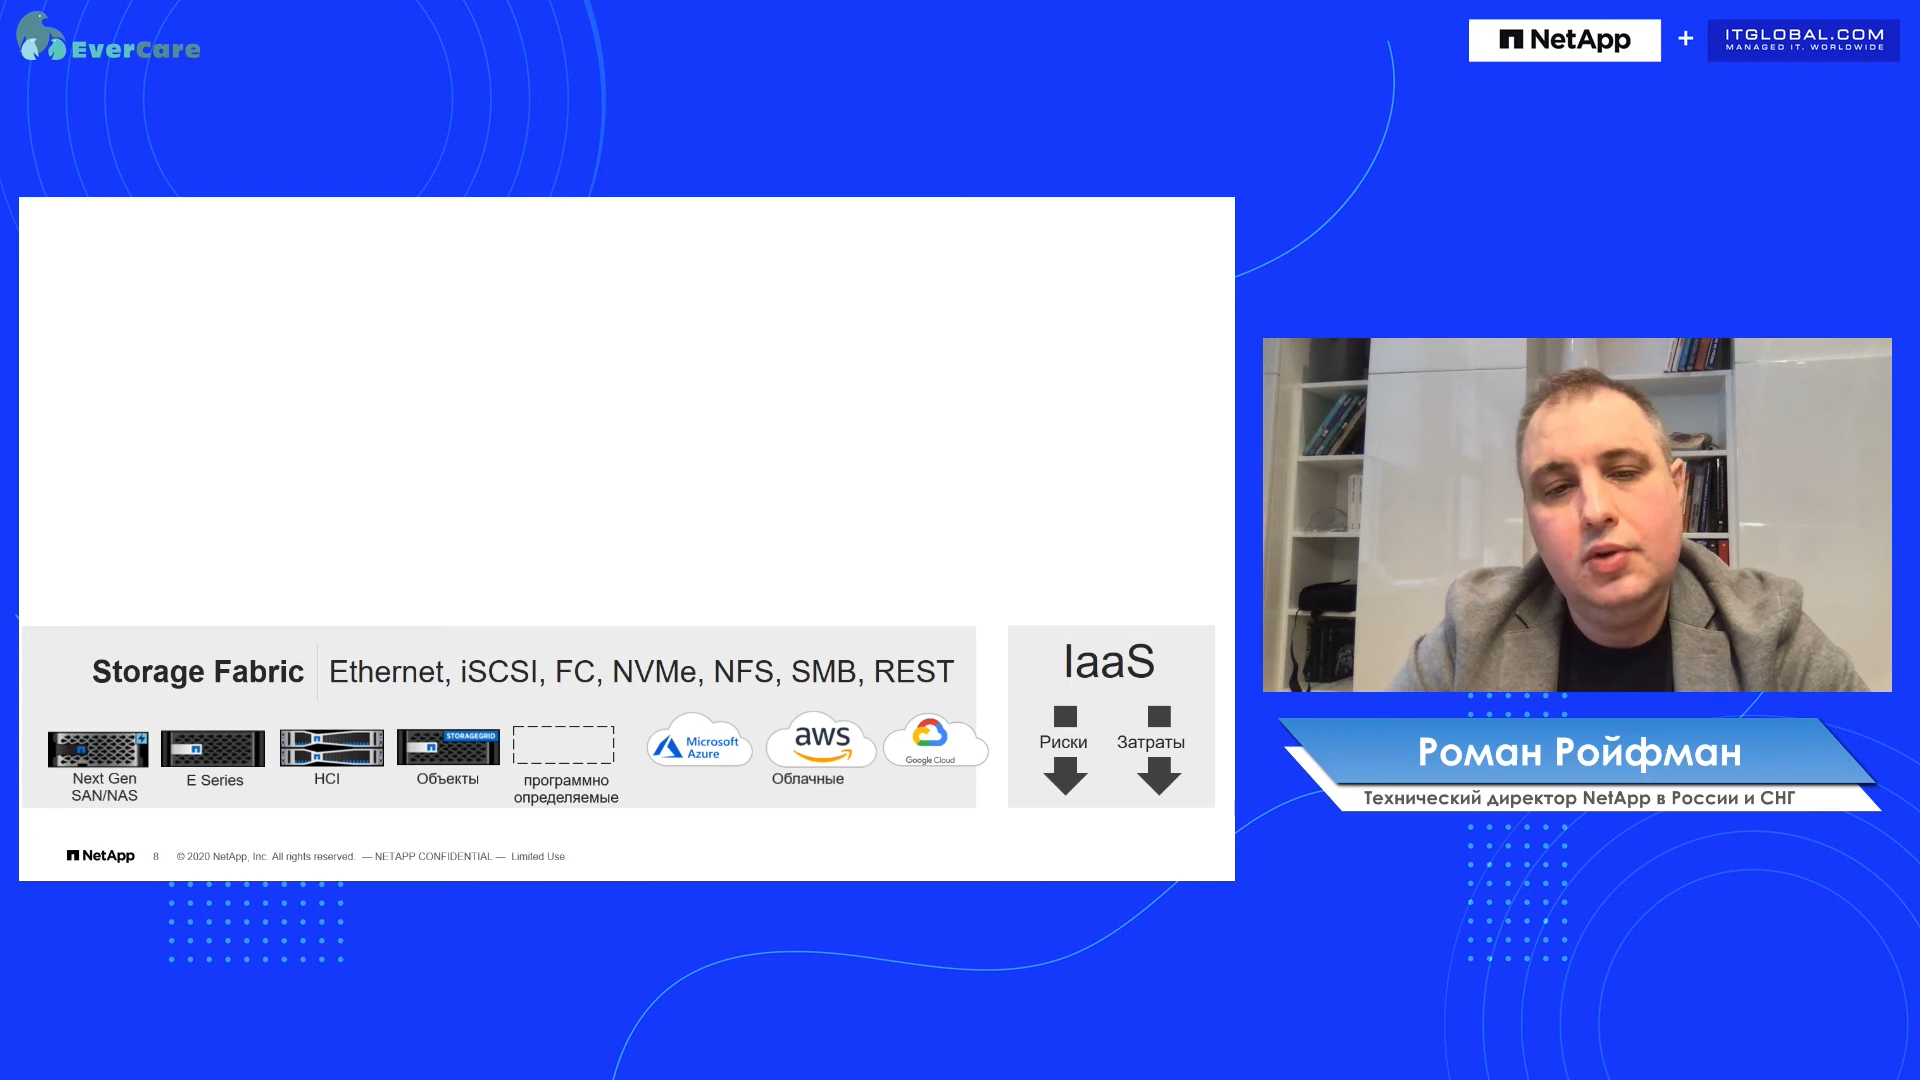 EverCare
NetApp + ITGLOBAL.COM
MANAGED IT. WORLDWIDE
Storage Fabric Ethernet, iSCSI, FC, NVMe, NFS, SMB, REST
STORAGEGRID
Microsoft
Azure
aws
Google Cloud
Next Gen
SAN/NAS
E Series
HCI
Объекты
программно
определяемые
Облачные
IaaS
Риски Затраты
NetApp 8 © 2020 NetApp, Inc. All rights reserved. — NETAPP CONFIDENTIAL — Limited Use
Роман Ройфман
Технический директор NetApp в России и СНГ